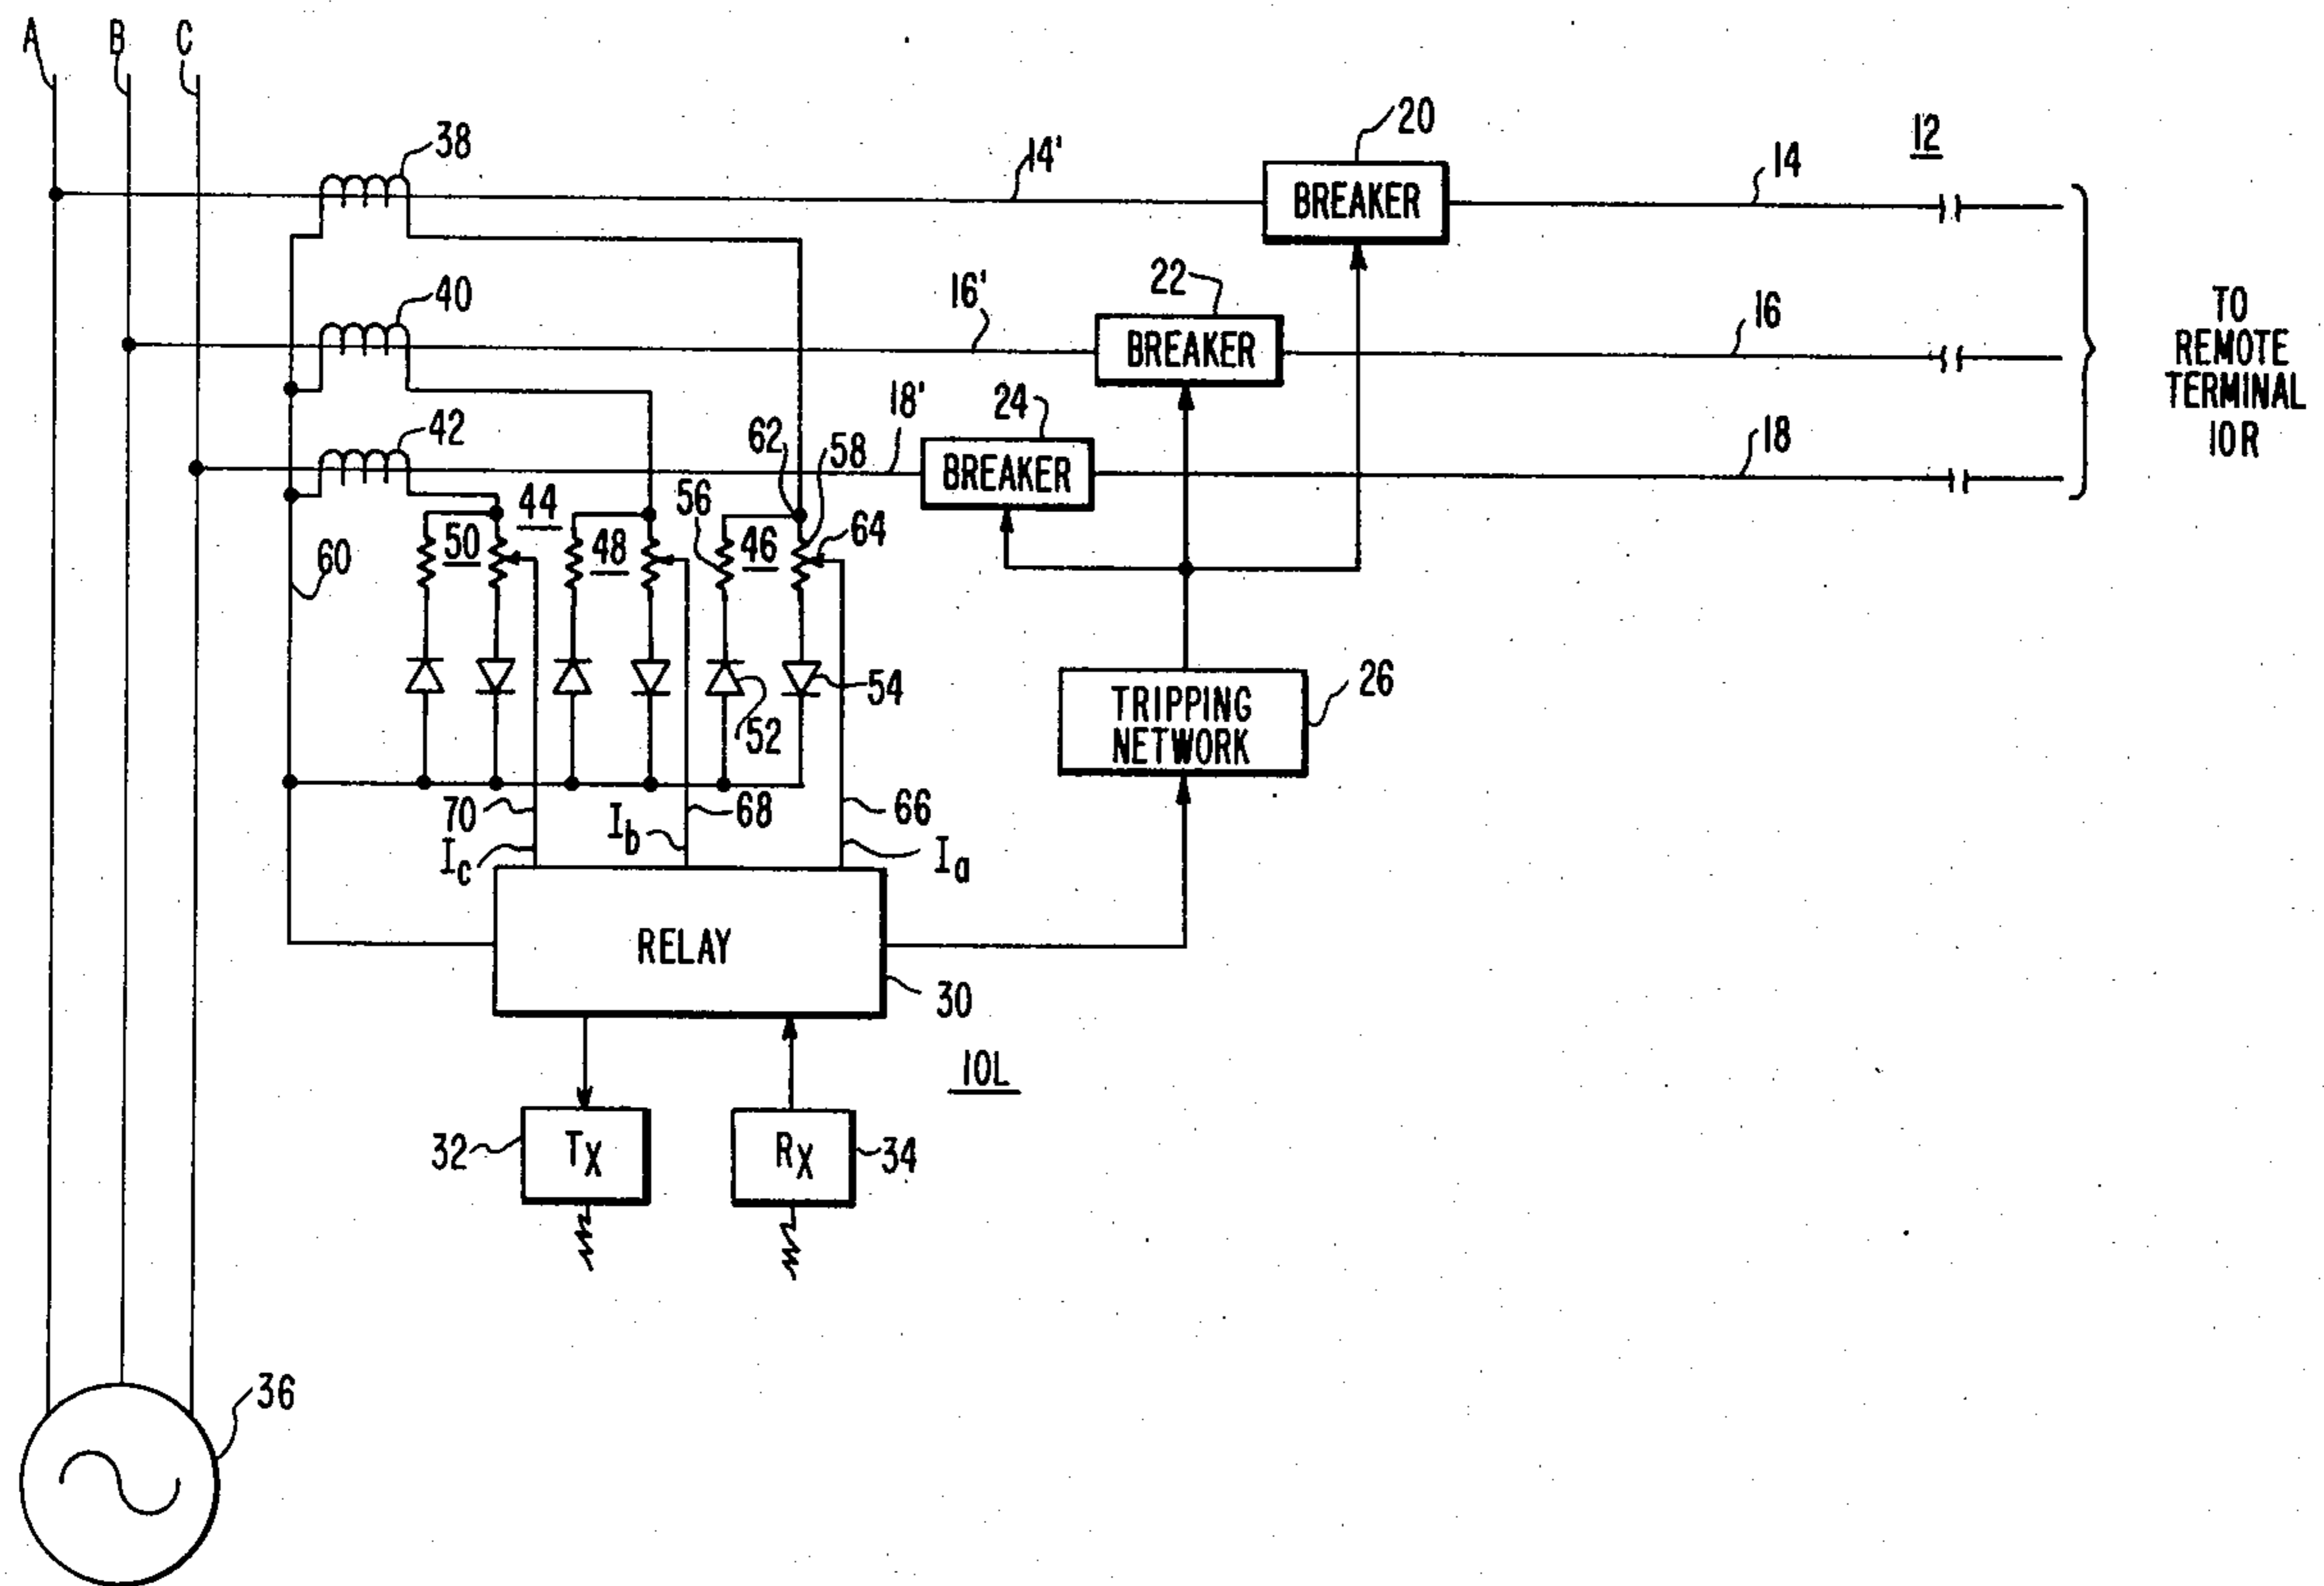 A B C
38
14'
20
BREAKER
14
12
40
16'
22
BREAKER
16
TO
REMOTE
TERMINAL
10R
42
18'
24
BREAKER
18
62
58
44
56
64
50
48
46
60
54
52
TRIPPING
NETWORK
26
70
68
66
Ic
Ib
Ia
RELAY
30
10L
32
Tx
Rx
34
36